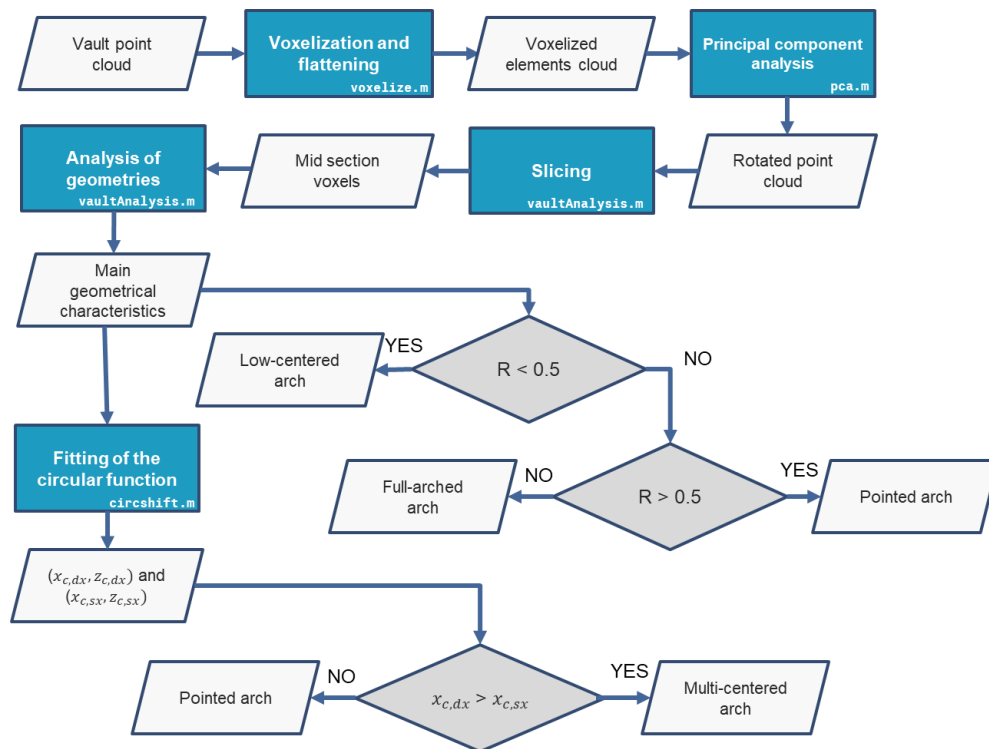 Vault point
cloud
Voxelization and
flattening
voxelize.m
Voxelized
elements cloud
Principal component
analysis
pca.m
Analysis of
geometries
vaultAnalysis.m
Mid section
voxels
Slicing
vaultAnalysis.m
Rotated point
cloud
Main
geometrical
characteristics
Low-centered
arch
YES
R < 0.5
NO
Fitting of the
circular function
circshift.m
Full-arched
arch
NO
R > 0.5
YES
Pointed arch
(x_{c,dx}, z_{c,dx}) and
(x_{c,sx}, z_{c,sx})
Pointed arch
NO
x_{c,dx} > x_{c,sx}
YES
Multi-centered
arch